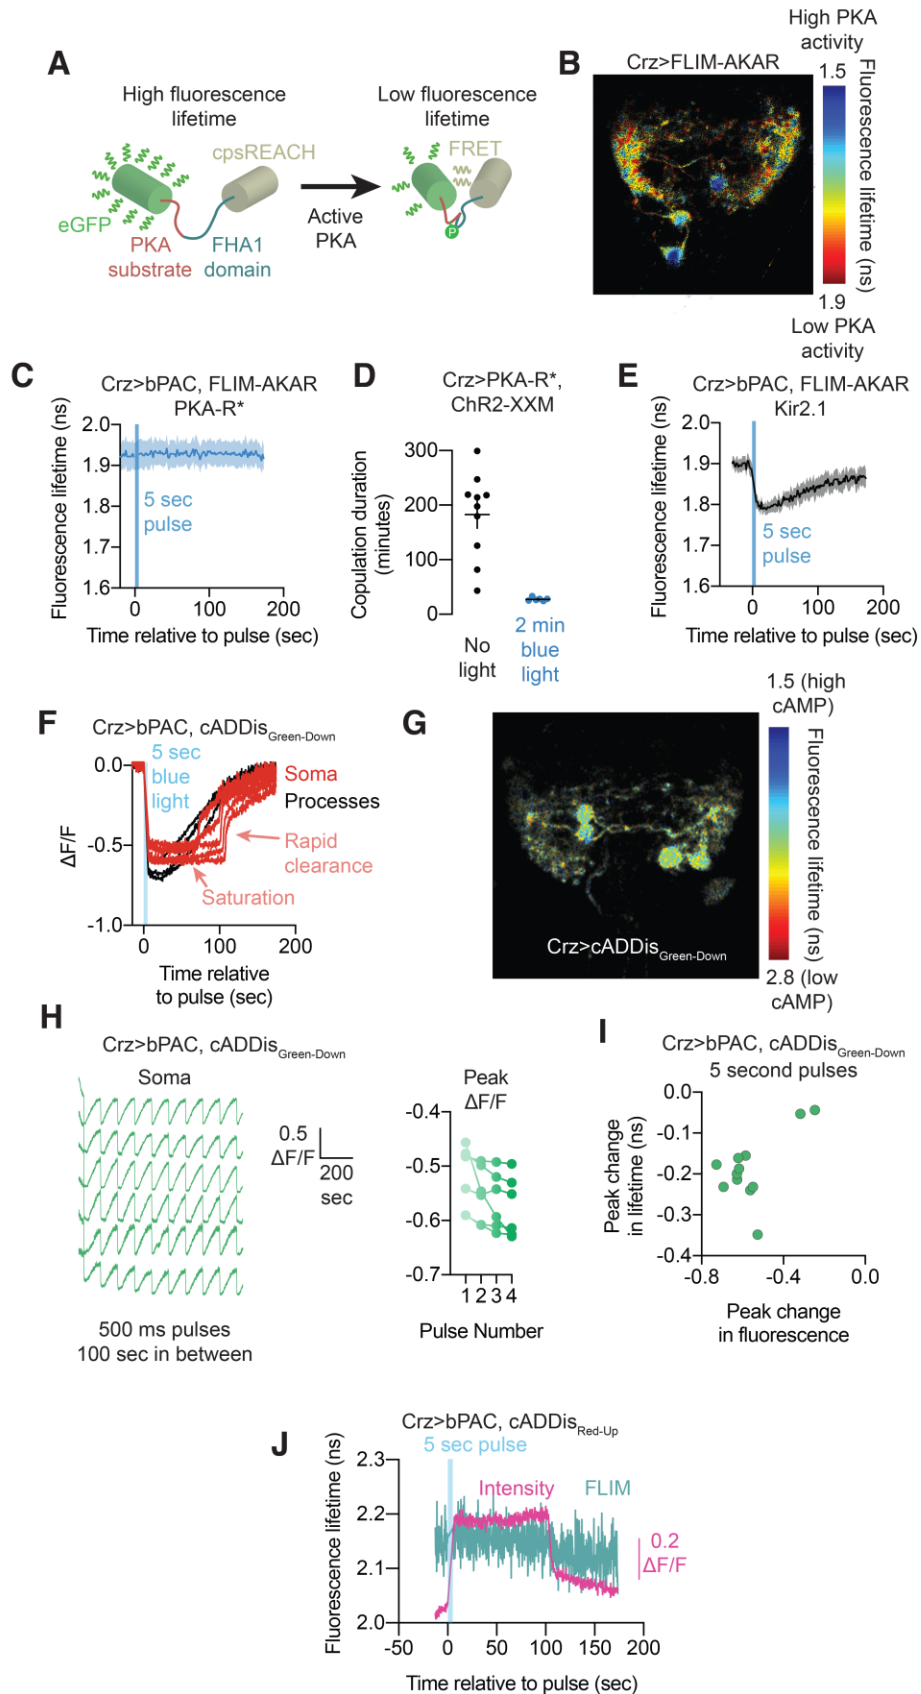 A
High fluorescence
lifetime
Low fluorescence
lifetime
cpsREACH
FRET
eGFP
PKA
substrate
FHA1
domain
Active
PKA
P
B
Crz>FLIM-AKAR
High PKA
activity
1.5
Fluorescence lifetime (ns)
1.9
Low PKA
activity
C
Crz>bPAC, FLIM-AKAR
PKA-R*
Fluorescence lifetime (ns)
2.0
1.9
1.8
1.7
1.6
5 sec
pulse
0 100 200
Time relative to pulse (sec)
D
Crz>PKA-R*,
ChR2-XXM
Copulation duration
(minutes)
300
200
100
0
No
light
2 min
blue
light
E
Crz>bPAC, FLIM-AKAR
Kir2.1
Fluorescence lifetime (ns)
2.0
1.9
1.8
1.7
1.6
5 sec
pulse
0 100 200
Time relative to pulse (sec)
F
Crz>bPAC, cADDisGreen-Down
5 sec
blue
light
Soma
Processes
Rapid
clearance
Saturation
ΔF/F
0.0
-0.5
-1.0
0 100 200
Time relative
to pulse (sec)
G
1.5 (high
cAMP)
Fluorescence lifetime (ns)
2.8 (low
cAMP)
Crz>cADDisGreen-Down
H
Crz>bPAC, cADDisGreen-Down
Soma
0.5
ΔF/F
200
sec
500 ms pulses
100 sec in between
Peak
ΔF/F
-0.4
-0.5
-0.6
-0.7
1 2 3 4
Pulse Number
I
Crz>bPAC, cADDisGreen-Down
5 second pulses
Peak change
in lifetime (ns)
0.0
-0.1
-0.2
-0.3
-0.4
-0.8 -0.4 0.0
Peak change
in fluorescence
J
Crz>bPAC, cADDisRed-Up
5 sec pulse
Fluorescence lifetime (ns)
2.3
2.2
2.1
2.0
Intensity
FLIM
0.2
ΔF/F
-50 0 50 100 150 200
Time relative to pulse (sec)